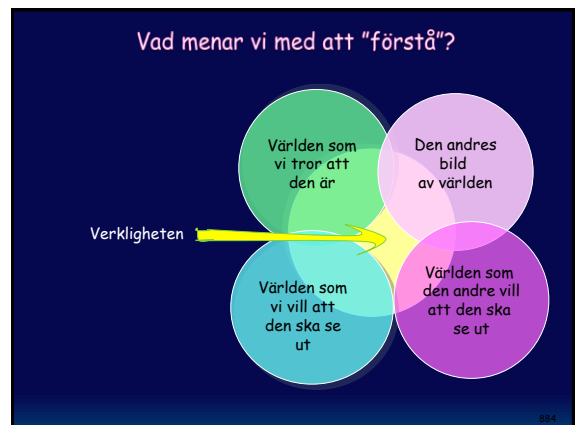 Vad menar vi med att ”förstå”?
Världen som
vi tror att
den är
Den andres
bild
av världen
Verkligheten
Världen som
vi vill att
den ska se
ut
Världen som
den andre vill
att den ska
se ut
884